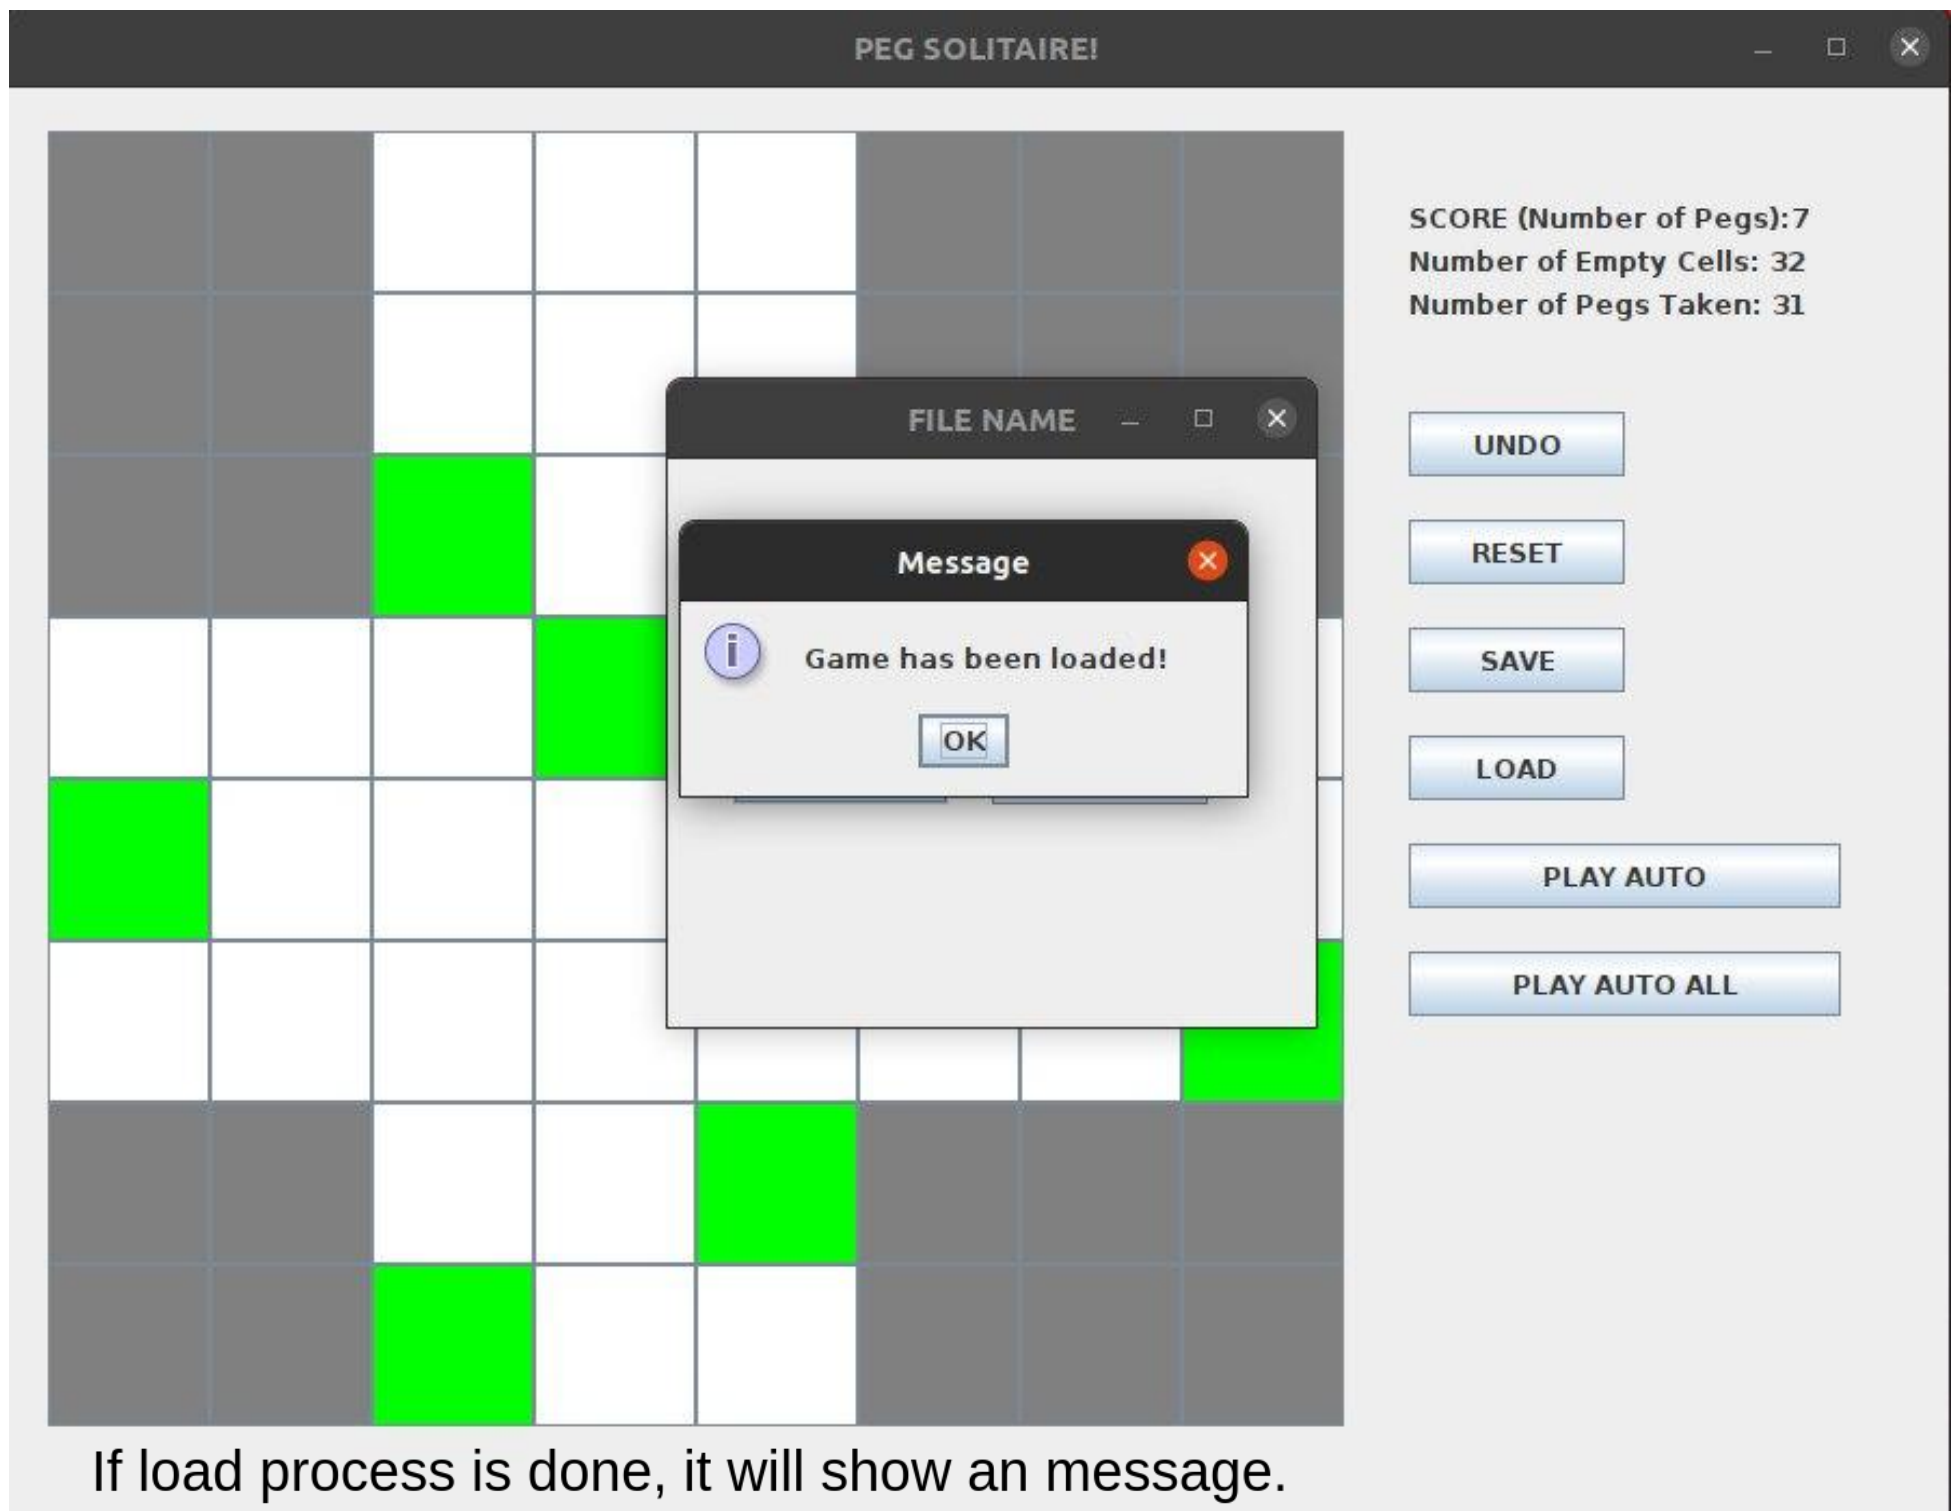 PEG SOLITAIRE!
SCORE (Number of Pegs):7
Number of Empty Cells: 32
Number of Pegs Taken: 31
FILE NAME
UNDO
Message
RESET
Game has been loaded!
SAVE
OK
LOAD
PLAY AUTO
PLAY AUTO ALL
If load process is done, it will show an message.